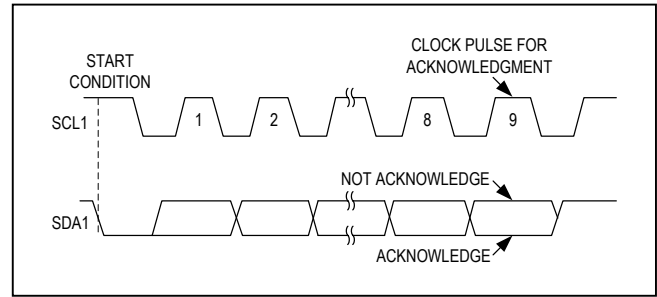 START
CONDITION
CLOCK PULSE FOR
ACKNOWLEDGMENT
SCL1
1
2
8
9
NOT ACKNOWLEDGE
SDA1
ACKNOWLEDGE